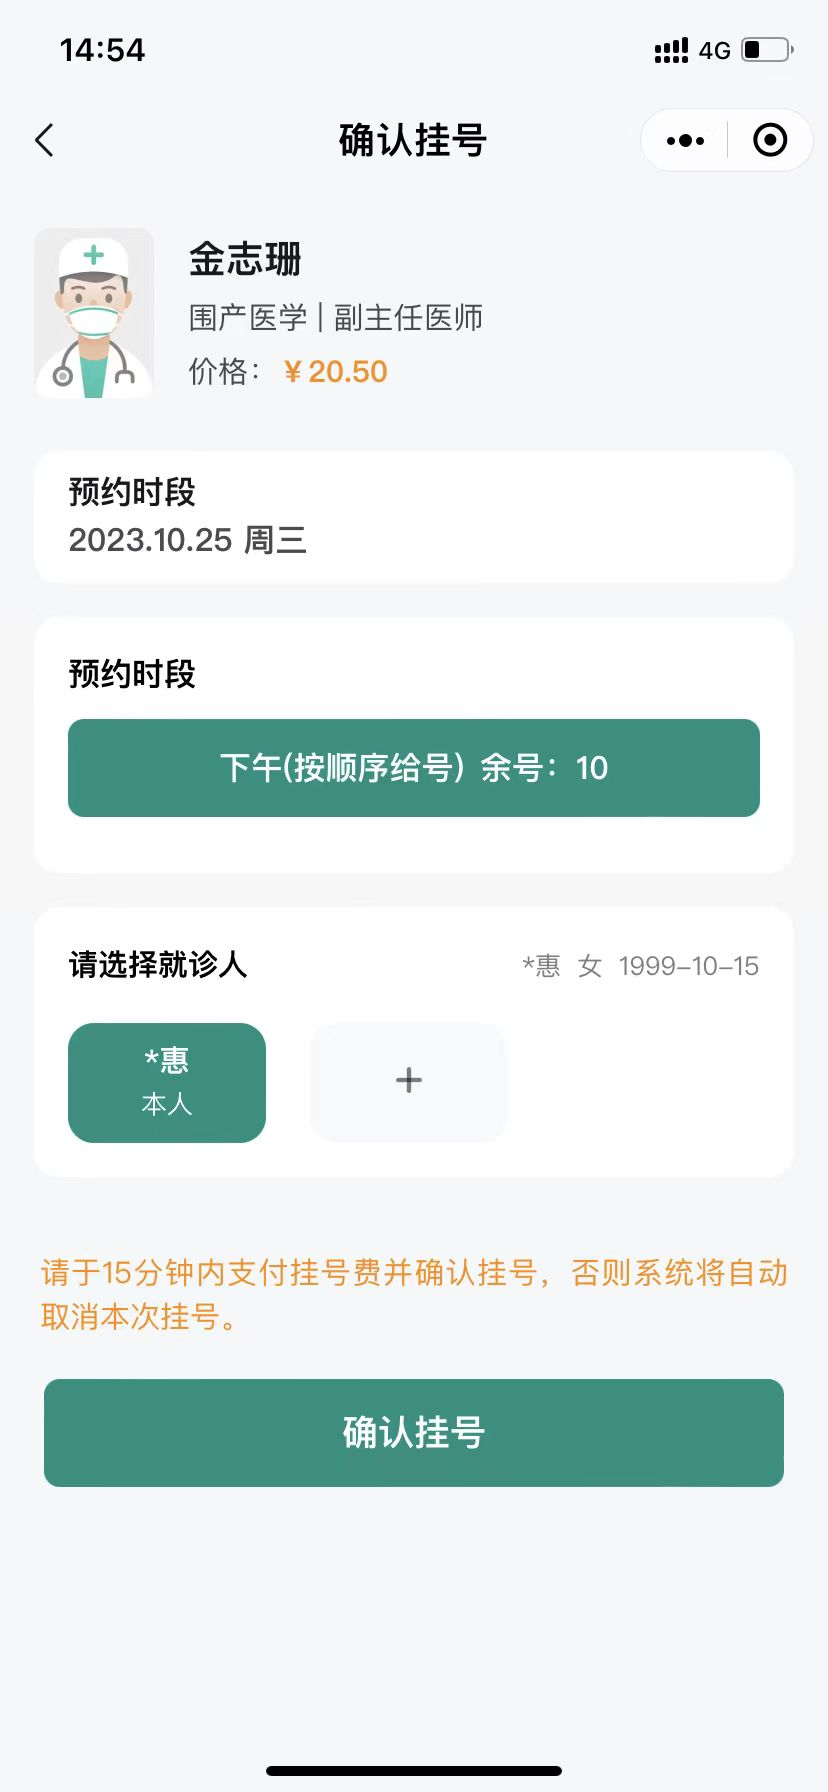 14:54
4G
确认挂号
金志珊
围产医学 | 副主任医师
价格： ¥ 20.50
预约时段
2023.10.25 周三
预约时段
下午(按顺序给号）余号：10
请选择就诊人
*惠 女 1999-10-15
*惠
本人
+
请于15分钟内支付挂号费并确认挂号，否则系统将自动
取消本次挂号。
确认挂号